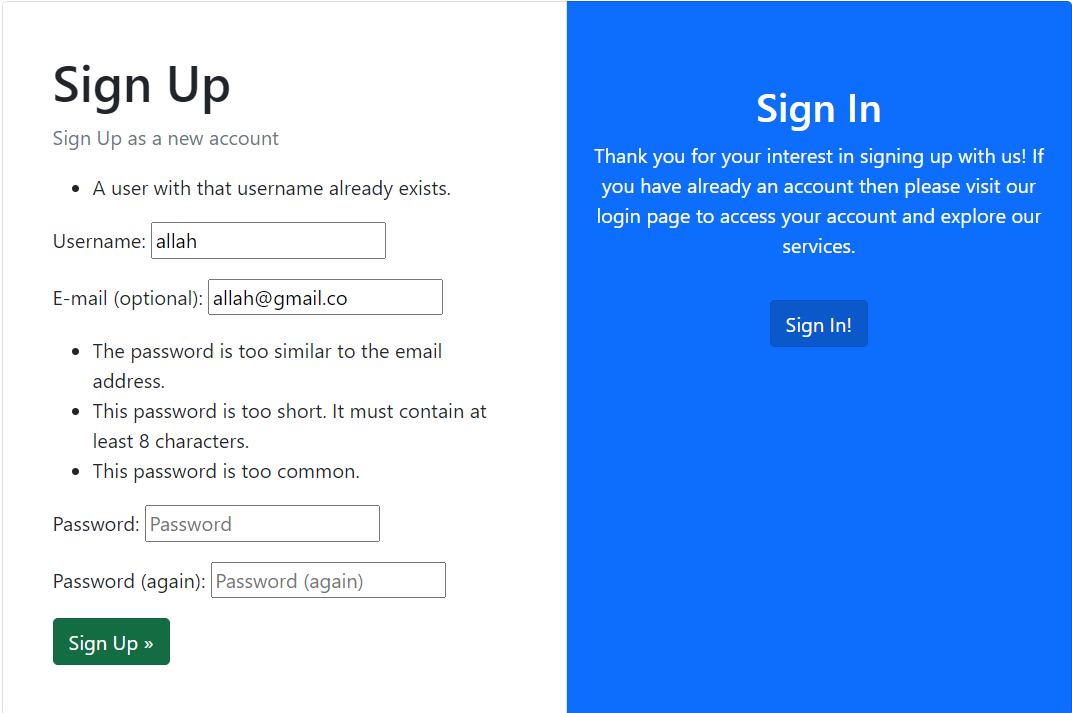 Sign Up
Sign Up as a new account
• A user with that username already exists.
Username: allah
E-mail (optional): allah@gmail.co
• The password is too similar to the email
address.
• This password is too short. It must contain at
least 8 characters.
• This password is too common.
Password: Password
Password (again): Password (again)
Sign Up »
Sign In
Thank you for your interest in signing up with us! If
you have already an account then please visit our
login page to access your account and explore our
services.
Sign In!